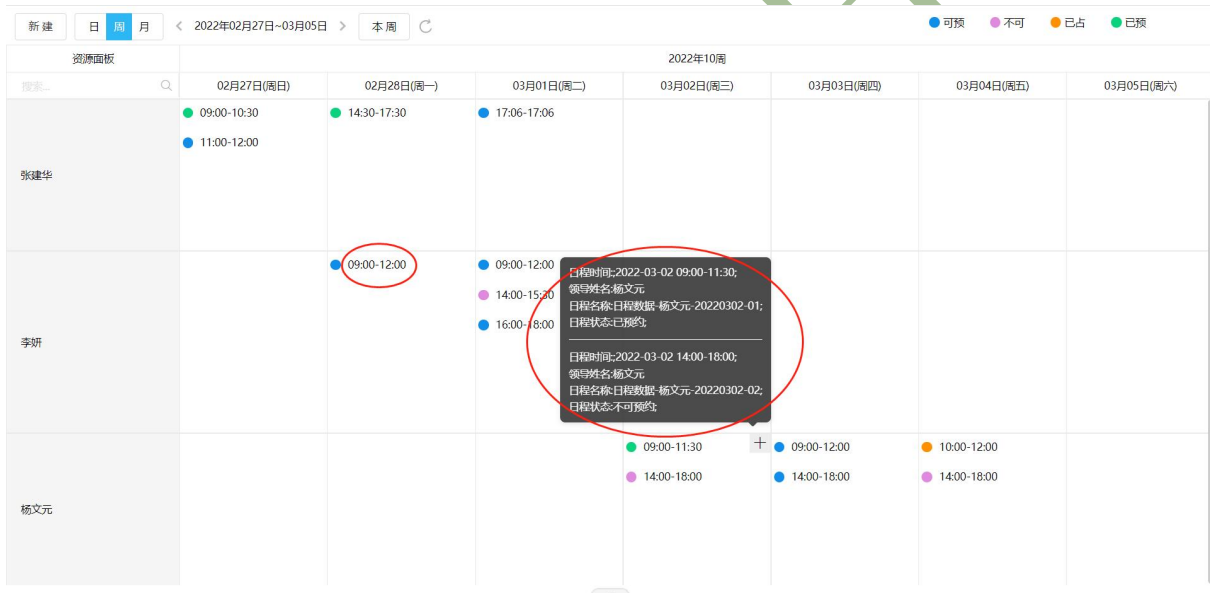 新建 日 周 月 < 2022年02月27日~03月05日 > 本周 可预 不可 已占 已预
资源面板 2022年10周
搜索... 02月27日(周日) 02月28日(周一) 03月01日(周二) 03月02日(周三) 03月03日(周四) 03月04日(周五) 03月05日(周六)
09:00-10:30 14:30-17:30 17:06-17:06
11:00-12:00
张建华
09:00-12:00 09:00-12:00
14:00-15:30
16:00-18:00
李妍
日程时间:;2022-03-02 09:00-11:30;
领导姓名:杨文元
日程名称:日程数据-杨文元-20220302-01;
日程状态:已预约;
日程时间:;2022-03-02 14:00-18:00;
领导姓名:杨文元
日程名称:日程数据-杨文元-20220302-02;
日程状态:不可预约;
09:00-11:30 + 09:00-12:00 10:00-12:00
14:00-18:00 14:00-18:00 14:00-18:00
杨文元